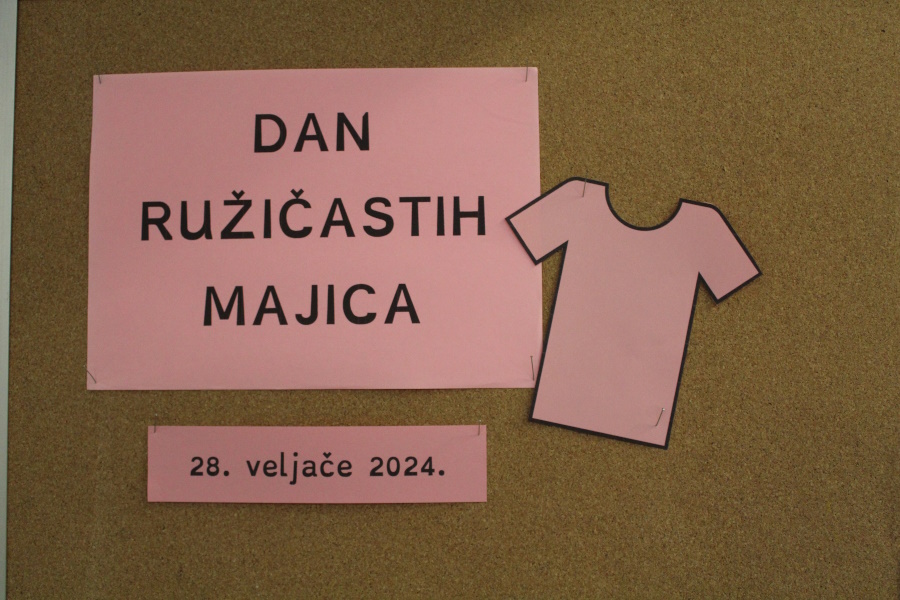 DAN
RUŽIČASTIH
MAJICA
28. veljače 2024.